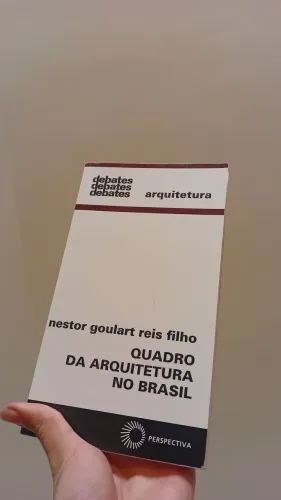 debates
debates
debates arquitetura
nestor goulart reis filho
QUADRO
DA ARQUITETURA
NO BRASIL
PERSPECTIVA